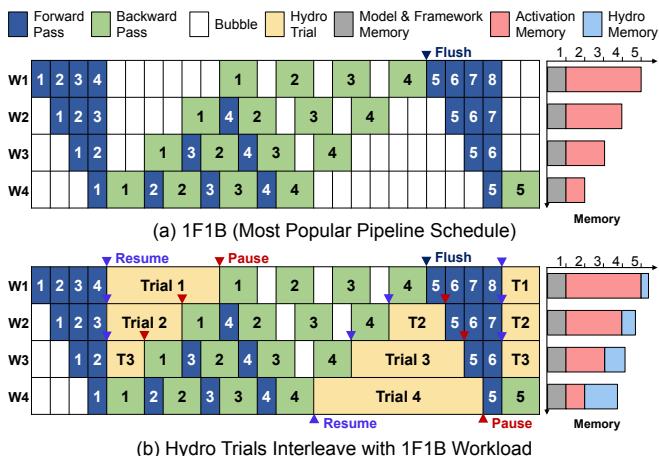 Forward Pass
Backward Pass
Bubble
Hydro Trial
Model & Framework Memory
Activation Memory
Hydro Memory
Flush
1 2 3 4 5
W1 1 2 3 4 1 2 3 4 5 6 7 8
W2 1 2 3 1 4 2 3 4 5 6 7
W3 1 2 1 3 2 4 3 4 5 6
W4 1 1 2 2 3 3 4 4 5 5
Memory
(a) 1F1B (Most Popular Pipeline Schedule)
Resume Pause Flush
1 2 3 4 5
W1 1 2 3 4 Trial 1 1 2 3 4 5 6 7 8 T1
W2 1 2 3 Trial 2 1 4 2 3 4 T2 5 6 7 T2
W3 1 2 T3 1 3 2 4 3 4 Trial 3 5 6 T3
W4 1 1 2 2 3 3 4 4 Trial 4 5 5
Resume Pause
Memory
(b) Hydro Trials Interleave with 1F1B Workload